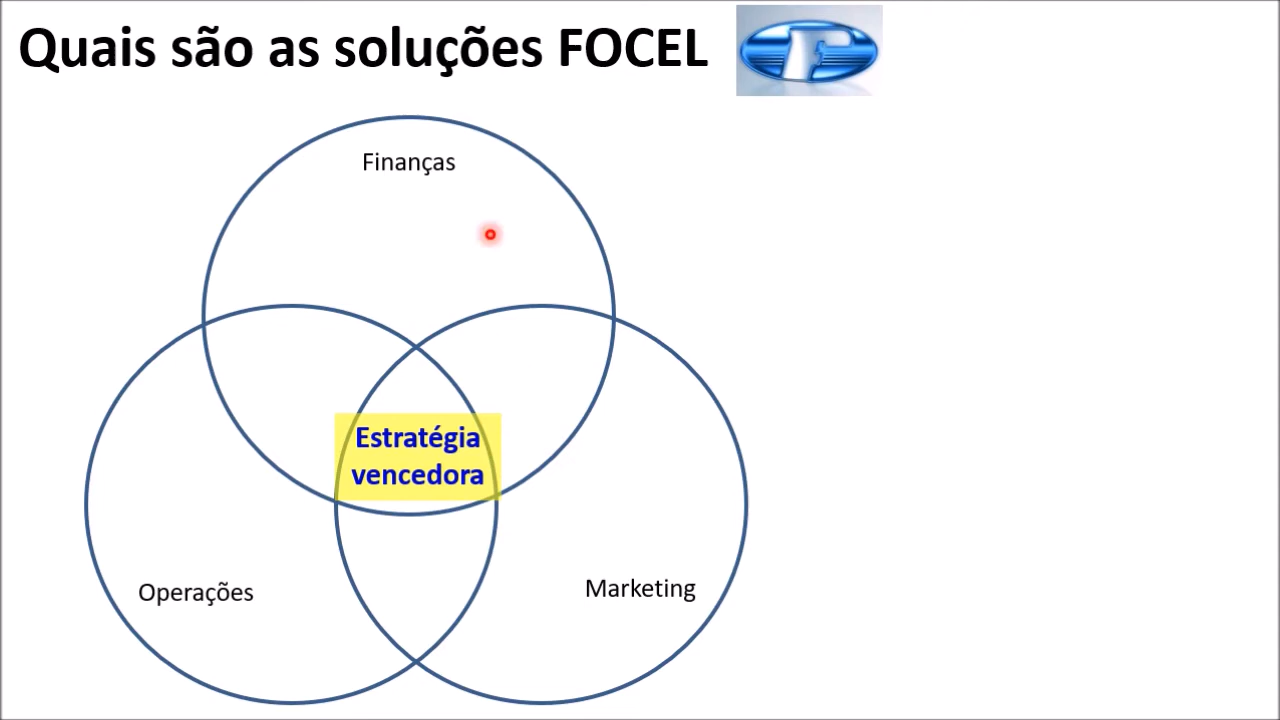 Quais são as soluções FOCEL
Finanças
Estratégia
vencedora
Operações
Marketing